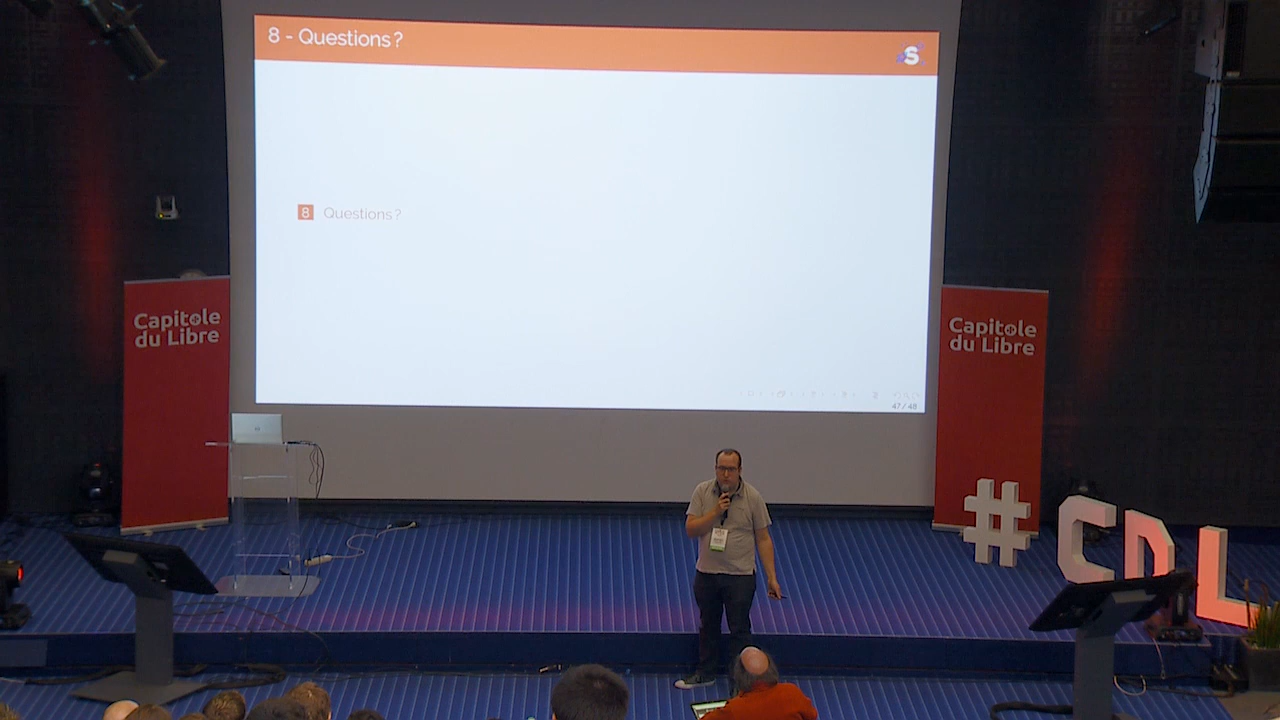 8 - Questions ?
S
8 Questions ?
47 / 48
Capitole
du Libre
Capitole
du Libre
#CDL